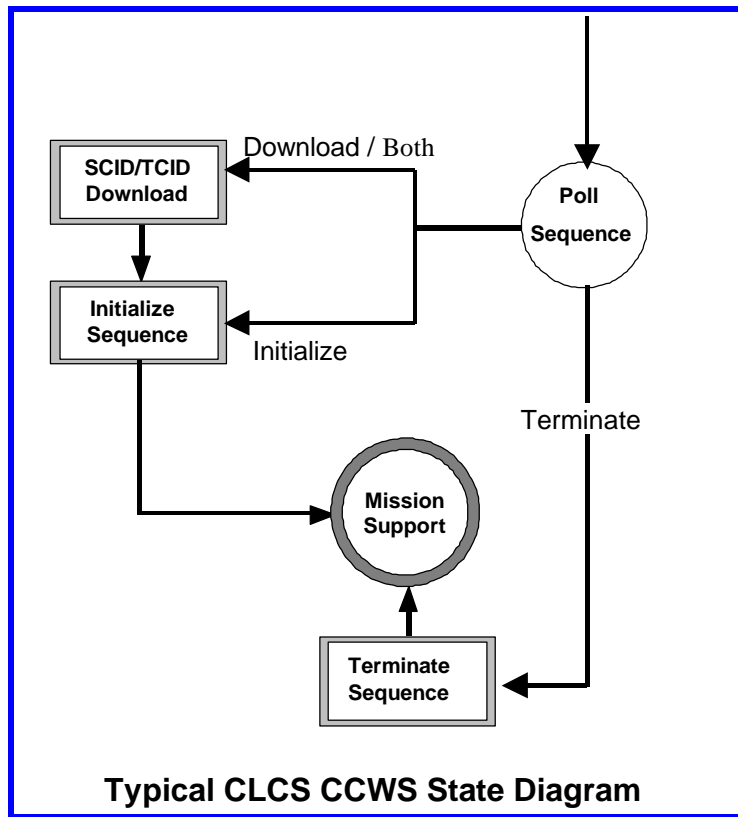 Download / Both
SCID/TCID
Download
Poll
Sequence
Initialize
Sequence
Initialize
Terminate
Mission
Support
Terminate
Sequence
Typical CLCS CCWS State Diagram